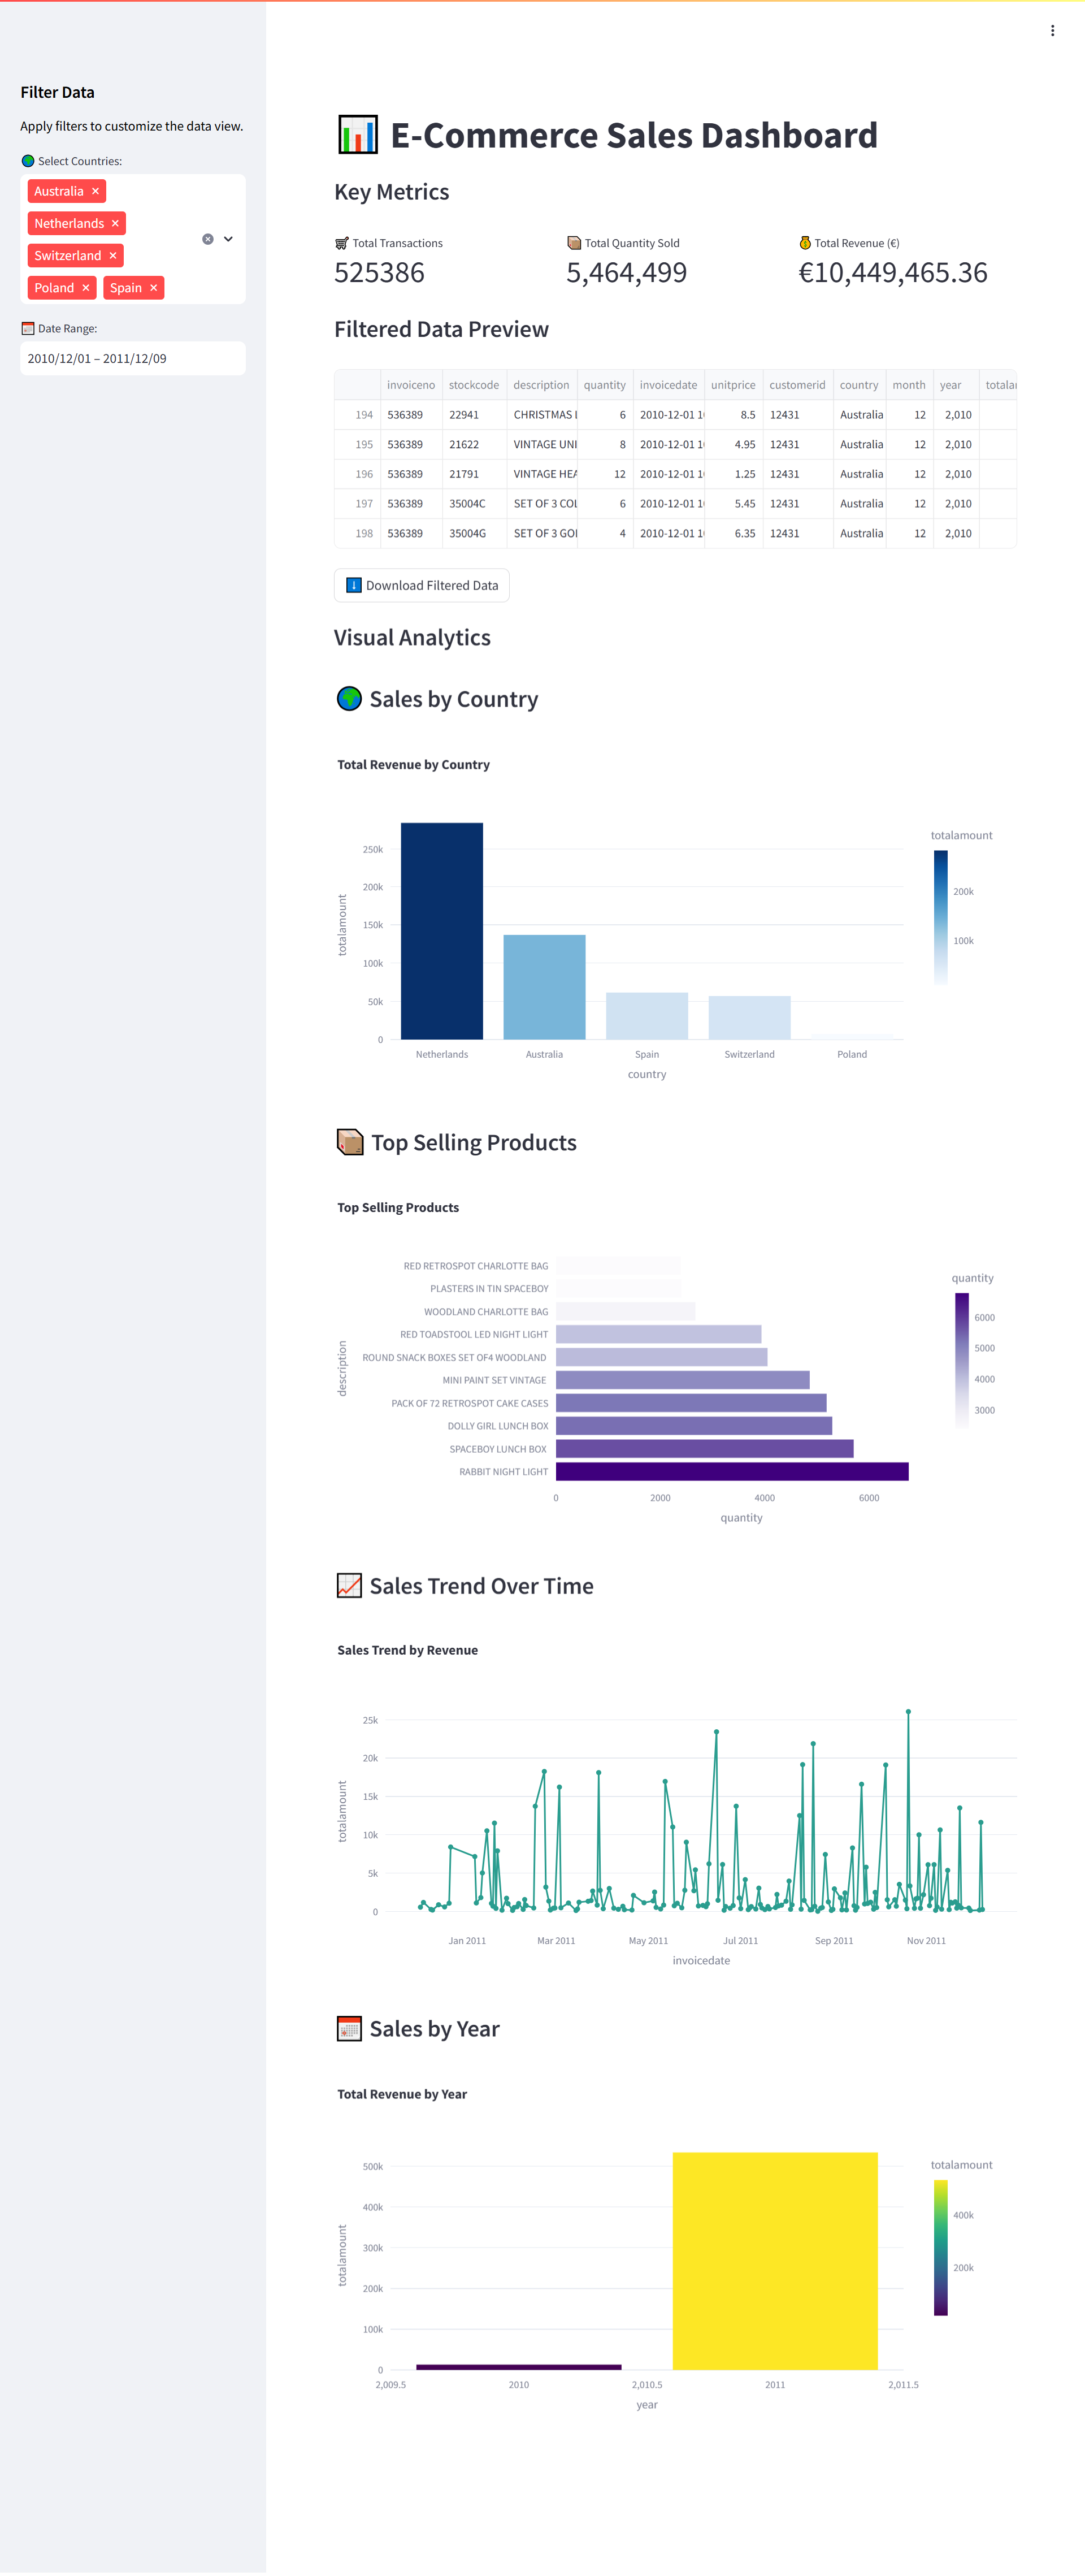 Filter Data
Apply filters to customize the data view.
Select Countries:
Australia ×
Netherlands ×
Switzerland ×
Poland × Spain ×
Date Range:
2010/12/01 – 2011/12/09
E-Commerce Sales Dashboard
Key Metrics
Total Transactions
525386
Total Quantity Sold
5,464,499
Total Revenue (€)
€10,449,465.36
Filtered Data Preview
invoiceno stockcode description quantity invoicedate unitprice customerid country month year totalar
194 536389 22941 CHRISTMAS L 6 2010-12-01 1 8.5 12431 Australia 12 2,010
195 536389 21622 VINTAGE UNI 8 2010-12-01 1 4.95 12431 Australia 12 2,010
196 536389 21791 VINTAGE HEA 12 2010-12-01 1 1.25 12431 Australia 12 2,010
197 536389 35004C SET OF 3 COL 6 2010-12-01 1 5.45 12431 Australia 12 2,010
198 536389 35004G SET OF 3 GOL 4 2010-12-01 1 6.35 12431 Australia 12 2,010
Download Filtered Data
Visual Analytics
Sales by Country
Total Revenue by Country
totalamount
250k
200k
150k
100k
50k
0
Netherlands Australia Spain Switzerland Poland
country
totalamount
200k
100k
Top Selling Products
Top Selling Products
description
RED RETROSPOT CHARLOTTE BAG
PLASTERS IN TIN SPACEBOY
WOODLAND CHARLOTTE BAG
RED TOADSTOOL LED NIGHT LIGHT
ROUND SNACK BOXES SET OF4 WOODLAND
MINI PAINT SET VINTAGE
PACK OF 72 RETROSPOT CAKE CASES
DOLLY GIRL LUNCH BOX
SPACEBOY LUNCH BOX
RABBIT NIGHT LIGHT
0 2000 4000 6000
quantity
quantity
6000
5000
4000
3000
Sales Trend Over Time
Sales Trend by Revenue
totalamount
25k
20k
15k
10k
5k
0
Jan 2011 Mar 2011 May 2011 Jul 2011 Sep 2011 Nov 2011
invoicedate
Sales by Year
Total Revenue by Year
totalamount
500k
400k
300k
200k
100k
0
2,009.5 2010 2,010.5 2011 2,011.5
year
totalamount
400k
200k